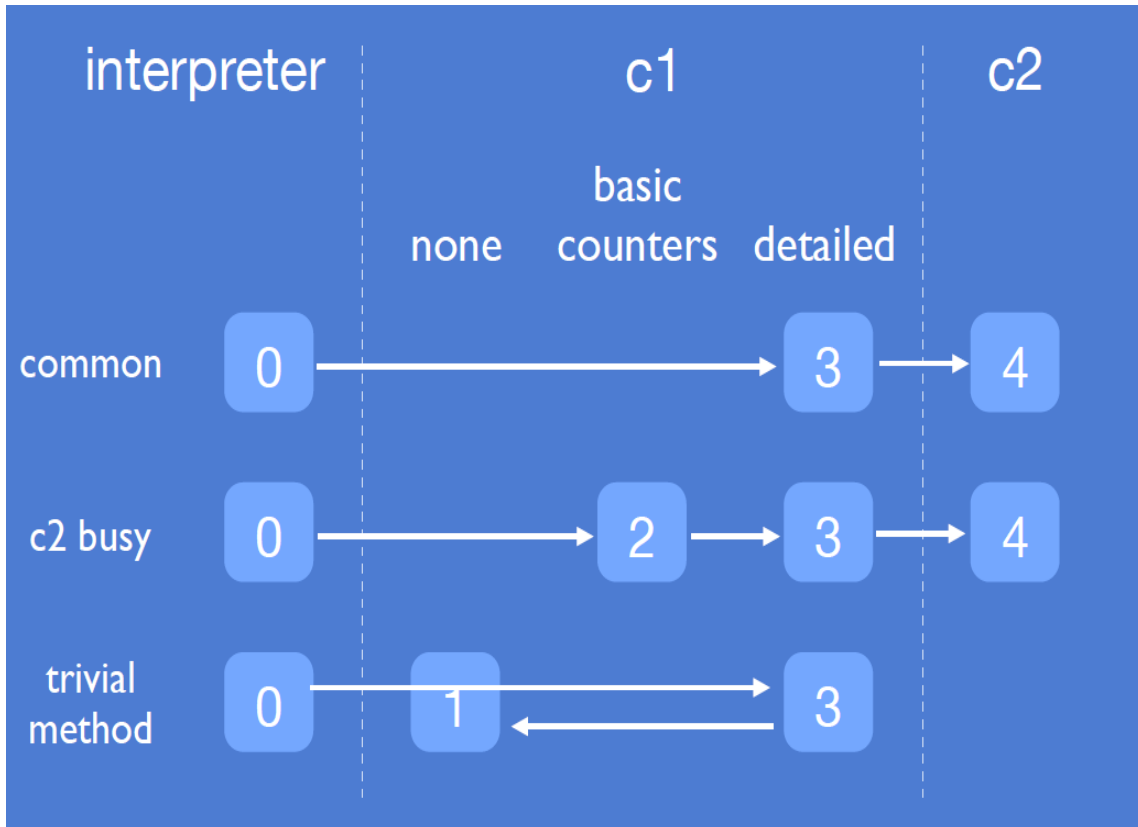 interpreter c1 c2
basic
none counters detailed
common 0 3 4
c2 busy 0 2 3 4
trivial
method 0 1 3